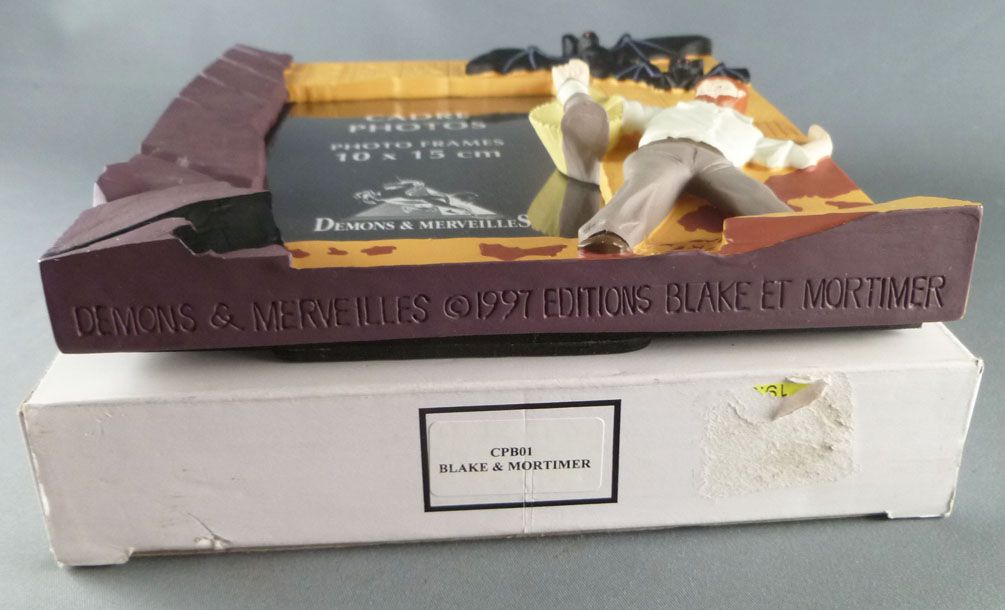 CADRE
PHOTOS
PHOTO FRAMES
10 x 15 cm
DEMONS & MERVEILLES
DEMONS & MERVEILLES ©1997 EDITIONS BLAKE ET MORTIMER
CPB01
BLAKE & MORTIMER